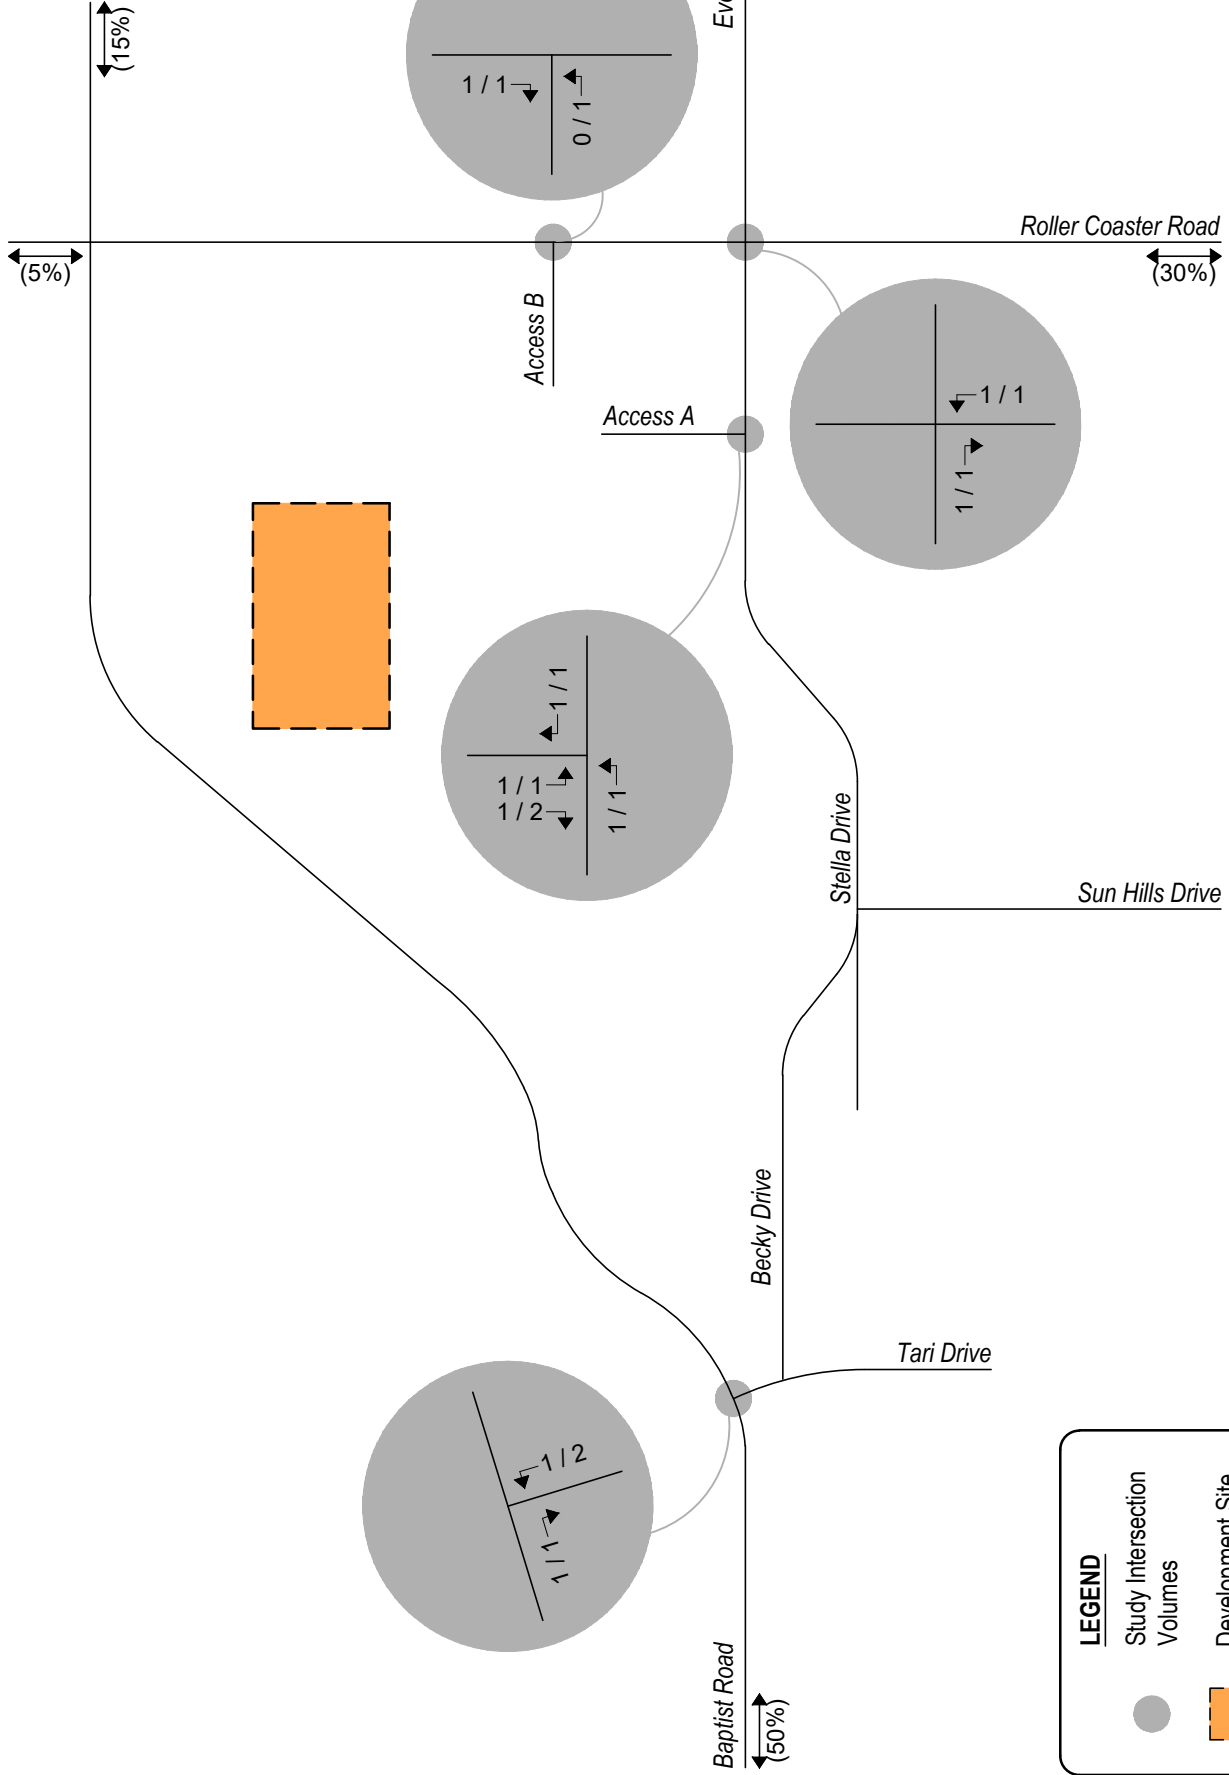 (15%)
1 / 1
0 / 1
(5%)
Roller Coaster Road
(30%)
Access B
Access A
1 / 1
1 / 1
1 / 1
1 / 1
1 / 2
1 / 1
Stella Drive
Sun Hills Drive
Becky Drive
Tari Drive
1 / 2
1 / 1
Baptist Road
(50%)
LEGEND
Study Intersection
Volumes
Development Site